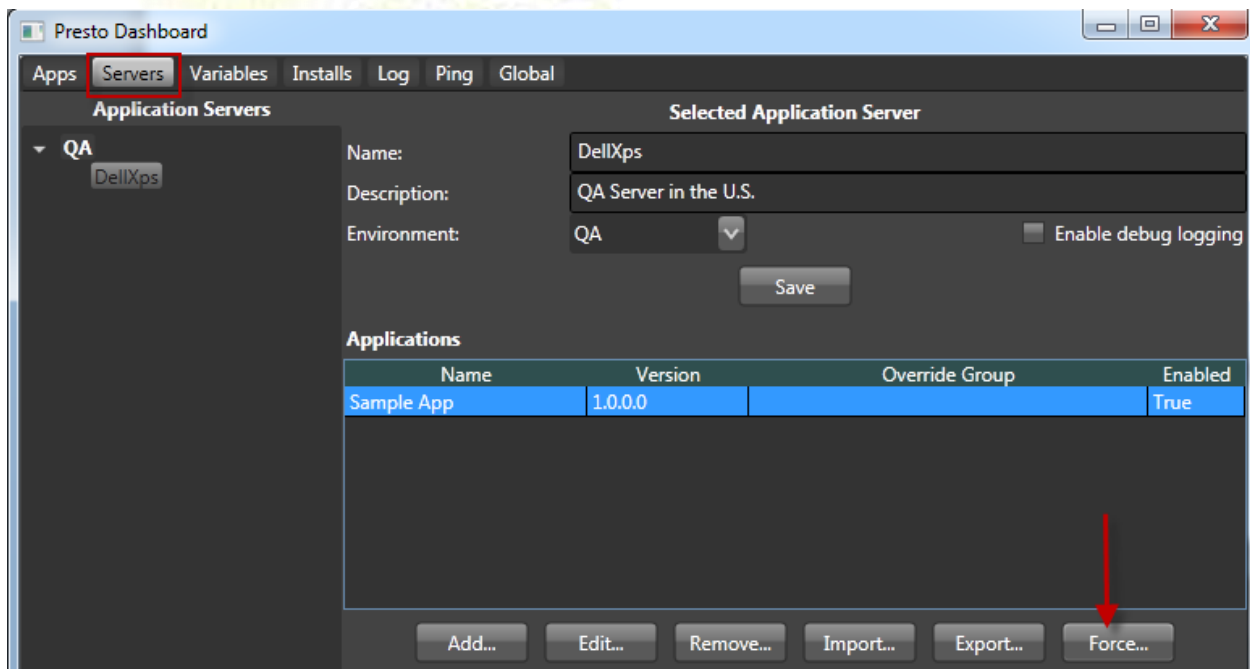 Presto Dashboard
Apps Servers Variables Installs Log Ping Global
Application Servers
Selected Application Server
QA
DellXps
Name: DellXps
Description: QA Server in the U.S.
Environment: QA Enable debug logging
Save
Applications
Name Version Override Group Enabled
Sample App 1.0.0.0 True
Add... Edit... Remove... Import... Export... Force...